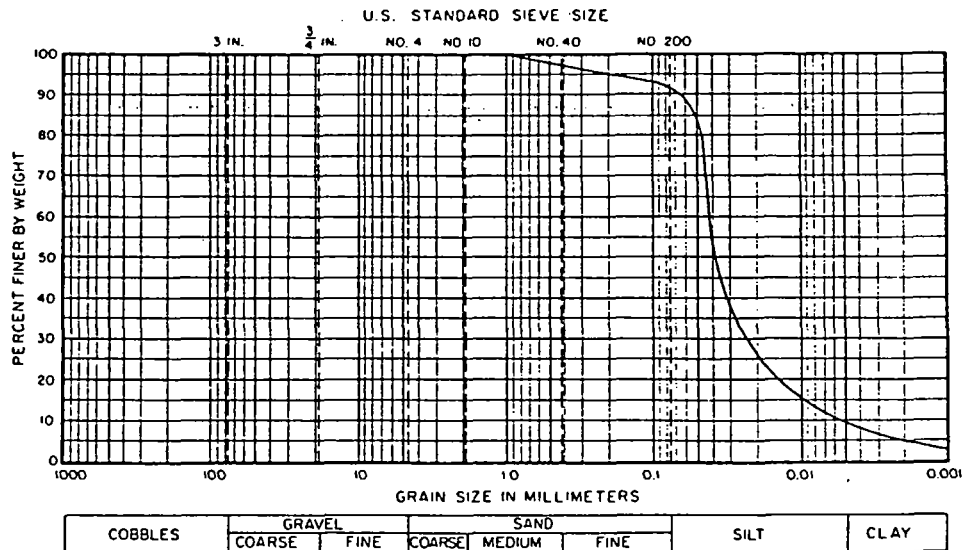 U.S. STANDARD SIEVE SIZE
3 IN. 3/4 IN. NO. 4 NO 10 NO. 40 NO 200
PERCENT FINER BY WEIGHT
100
90
80
70
60
50
40
30
20
10
0
1000 100 10 1.0 0.1 0.01 0.001
GRAIN SIZE IN MILLIMETERS
COBBLES GRAVEL SAND SILT CLAY
COARSE FINE COARSE MEDIUM FINE